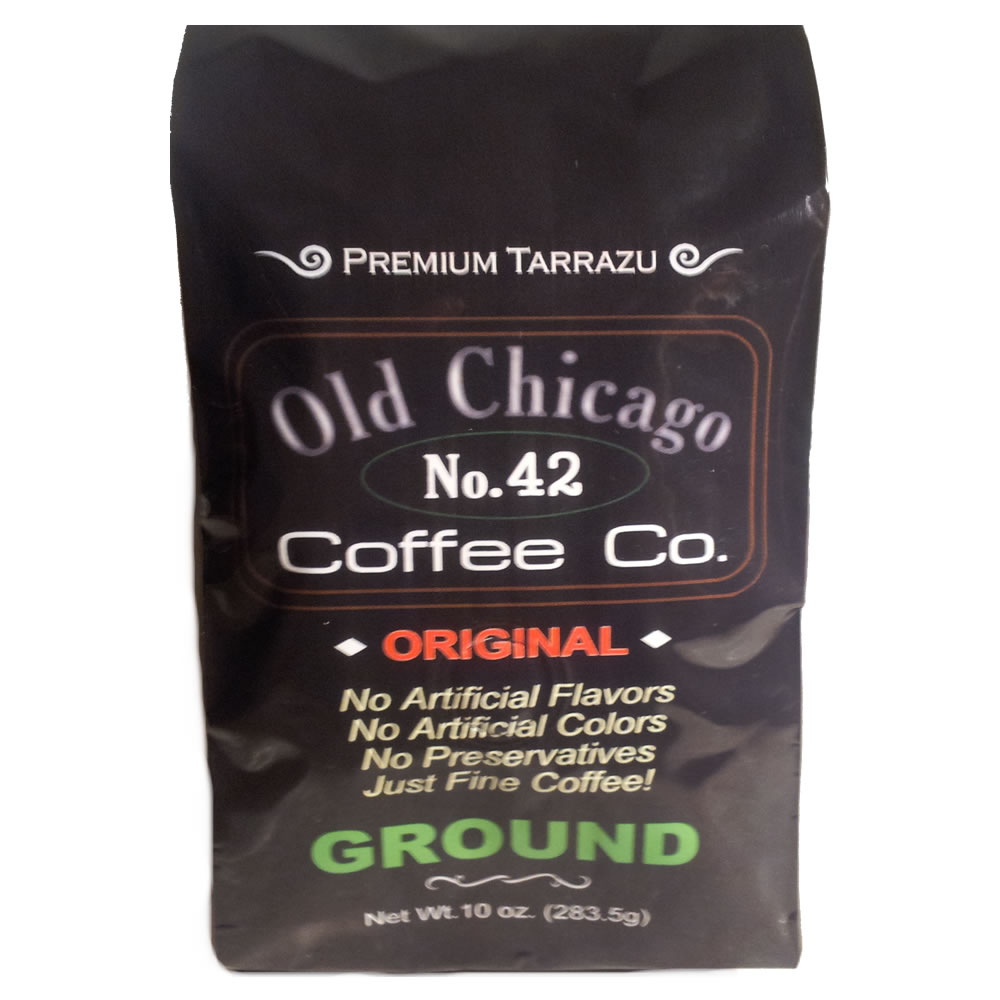 PREMIUM TARRAZU
Old Chicago
No. 42
Coffee Co.
ORIGINAL
No Artificial Flavors
No Artificial Colors
No Preservatives
Just Fine Coffee!
GROUND
Net Wt. 10 oz. (283.5g)